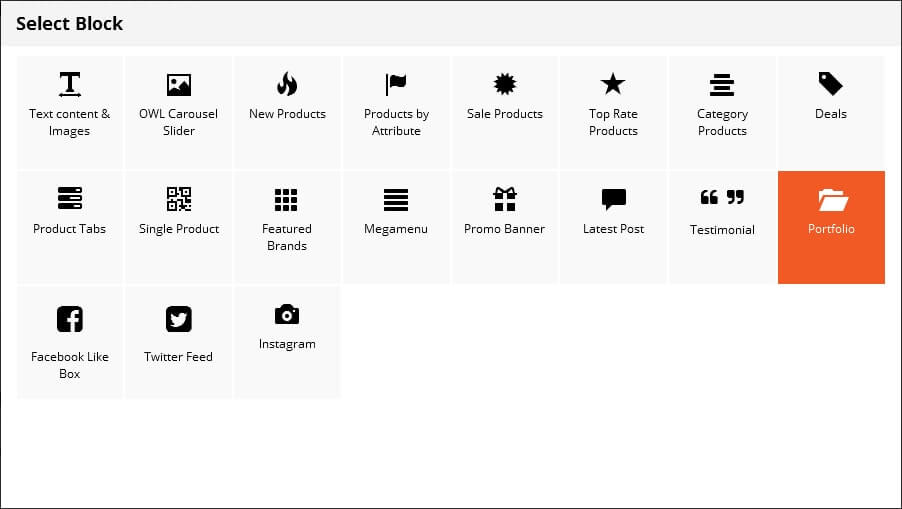 Select Block
Text content &
Images
OWL Carousel
Slider
New Products
Products by
Attribute
Sale Products
Top Rate
Products
Category
Products
Deals
Product Tabs
Single Product
Featured
Brands
Megamenu
Promo Banner
Latest Post
Testimonial
Portfolio
Facebook Like
Box
Twitter Feed
Instagram